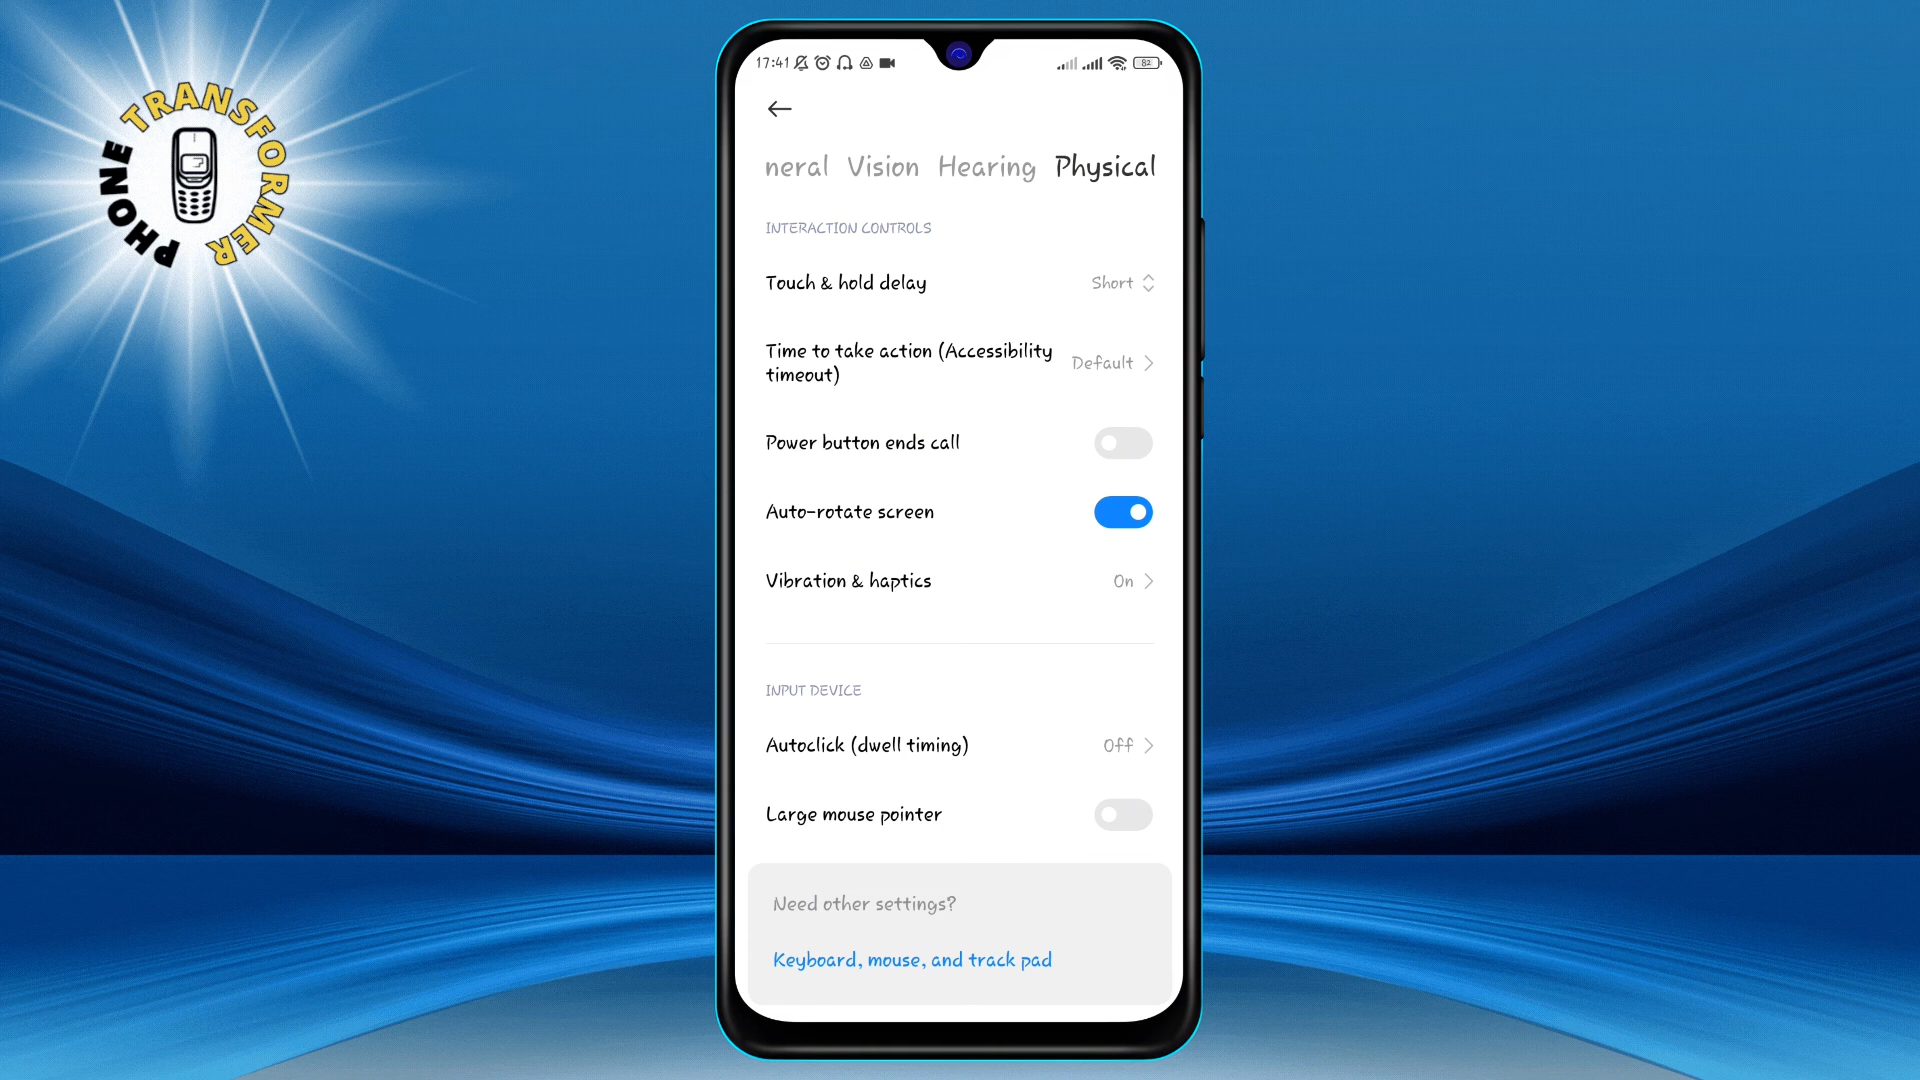 PHONE TRANSFORMER
17:41
82
neral Vision Hearing Physical
INTERACTION CONTROLS
Touch & hold delay Short
Time to take action (Accessibility
timeout) Default
Power button ends call
Auto-rotate screen
Vibration & haptics On
INPUT DEVICE
Autoclick (dwell timing) Off
Large mouse pointer
Need other settings?
Keyboard, mouse, and track pad